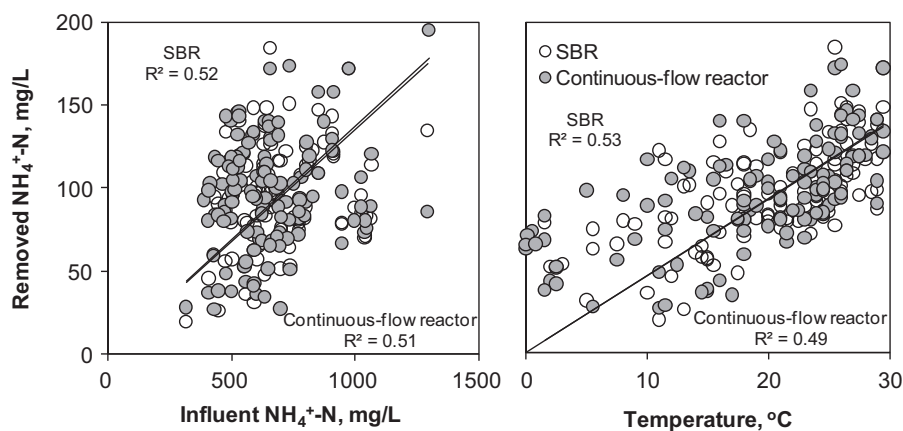 Removed NH₄⁺-N, mg/L
200
150
100
50
0
SBR
R² = 0.52
Continuous-flow reactor
R² = 0.51
0
500
1000
1500
Influent NH₄⁺-N, mg/L
SBR
Continuous-flow reactor
SBR
R² = 0.53
Continuous-flow reactor
R² = 0.49
0
10
20
30
Temperature, °C